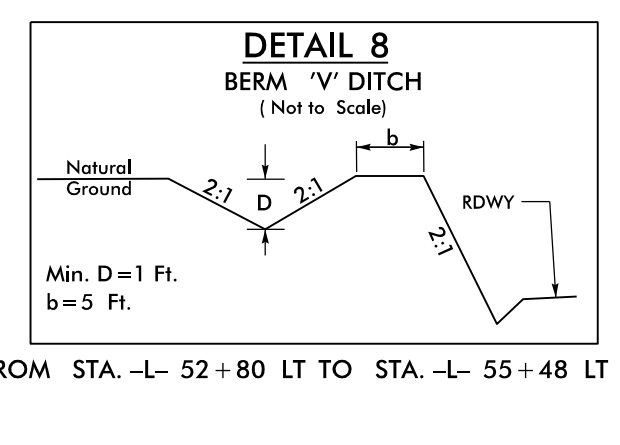 DETAIL 8
BERM 'V' DITCH
( Not to Scale)
b
Natural
Ground
2:1
D
2:1
RDWY
2:1
Min. D=1 Ft.
b=5 Ft.
ROM STA. -L- 52+80 LT TO STA. -L- 55+48 LT